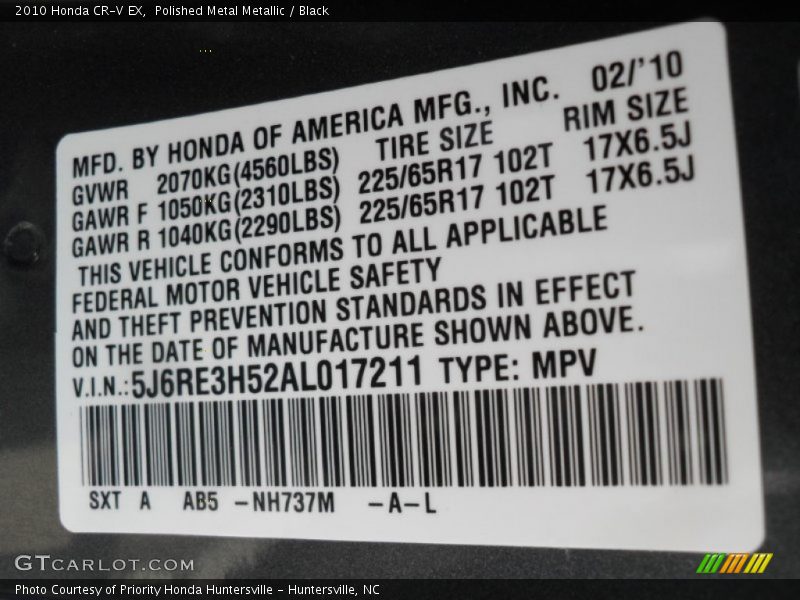 2010 Honda CR-V EX,  Polished Metal Metallic / Black
MFD. BY HONDA OF AMERICA MFG., INC. 02/'10
TIRE SIZE RIM SIZE
GVWR 2070KG(4560LBS)
GAWR F 1050KG(2310LBS) 225/65R17 102T 17X6.5J
GAWR R 1040KG(2290LBS) 225/65R17 102T 17X6.5J
THIS VEHICLE CONFORMS TO ALL APPLICABLE
FEDERAL MOTOR VEHICLE SAFETY
AND THEFT PREVENTION STANDARDS IN EFFECT
ON THE DATE OF MANUFACTURE SHOWN ABOVE.
V.I.N.:5J6RE3H52AL017211 TYPE: MPV
SXT A AB5 -NH737M -A-L
GTCARLOT.COM
Photo Courtesy of Priority Honda Huntersville - Huntersville, NC